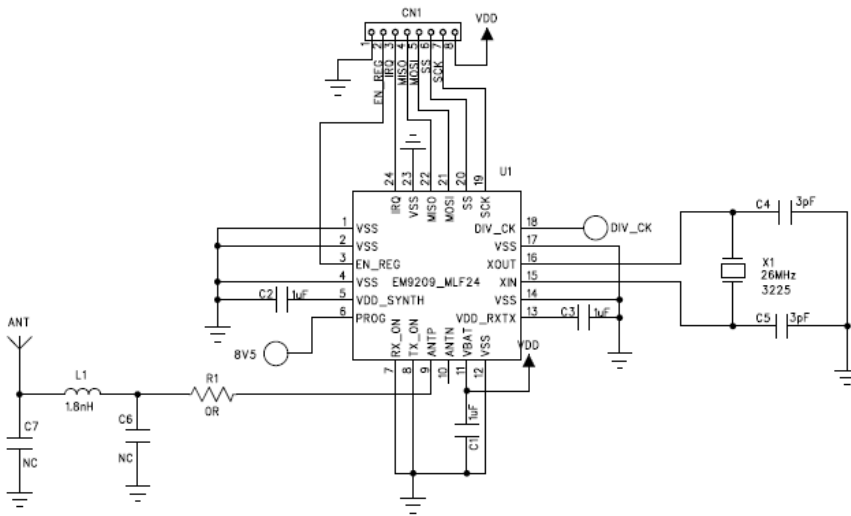 CN1
VDD
1
2
3
4
5
6
7
8
EN_REG
IRQ
MISO
MOSI
SS
SCK
U1
24
23
22
21
20
19
IRQ
VSS
MISO
MOSI
SS
SCK
1 VSS
2 VSS
3 EN_REG
4 VSS
5 VDD_SYNTH
6 PROG
EM9209_MLF24
DIV_CK 18
VSS 17
XOUT 16
XIN 15
VSS 14
VDD_RXTX 13
DIV_CK
C4 3pF
X1
26MHz
3225
C5 3pF
C2 1uF
C3 1uF
8V5
RX_ON
TX_ON
ANTP
ANTN
VBAT
VSS
7
8
9
10
11
12
VDD
1uF
C1
ANT
L1
1.8nH
R1
0R
C7
NC
C6
NC